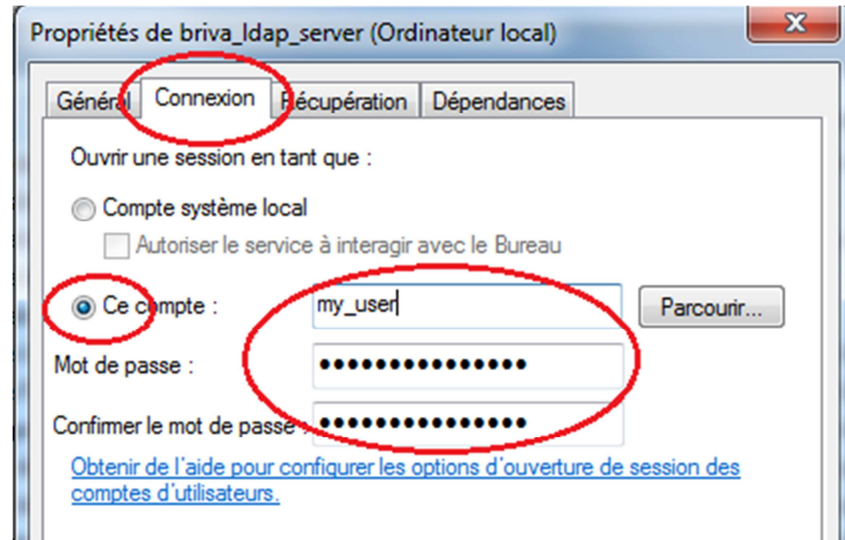 Propriétés de briva_ldap_server (Ordinateur local)
Général Connexion Récupération Dépendances
Ouvrir une session en tant que :
Compte système local
Autoriser le service à interagir avec le Bureau
Ce compte : my_user Parcourir...
Mot de passe : •••••••••••••••
Confirmer le mot de passe : •••••••••••••••
Obtenir de l'aide pour configurer les options d'ouverture de session des
comptes d'utilisateurs.